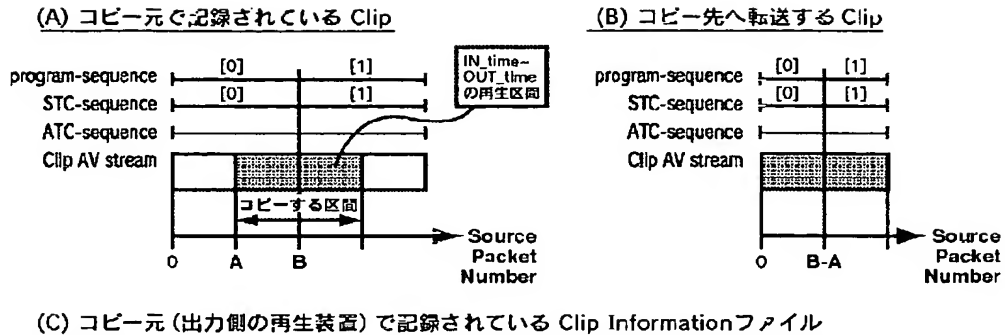 (A) コピー元で記録されている Clip
(B) コピー先へ転送する Clip
IN_time~
OUT_time
の再生区間
program-sequence [0] [1]
STC-sequence [0] [1]
ATC-sequence
Clip AV stream
コピーする区間
0 A B
Source
Packet
Number
program-sequence [0] [1]
STC-sequence [0] [1]
ATC-sequence
Clip AV stream
0 B-A
Source
Packet
Number
(C) コピー元 (出力側の再生装置) で記録されている Clip Informationファイル